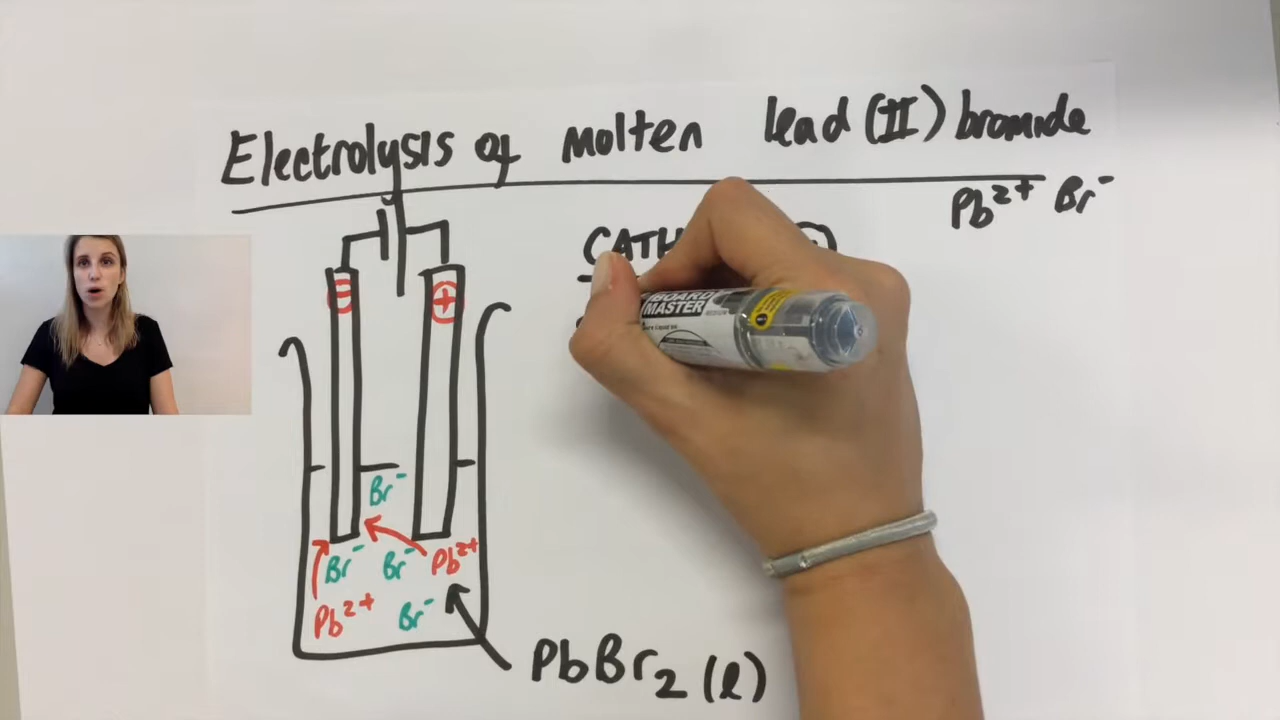 Electrolysis of molten lead (II) bromide
Pb²⁺ Br⁻
CATH
⊖ ⊕
BOARD
MASTER
Br⁻
Br⁻ Br⁻ Pb²⁺
Pb²⁺ Br⁻
PbBr₂ (l)